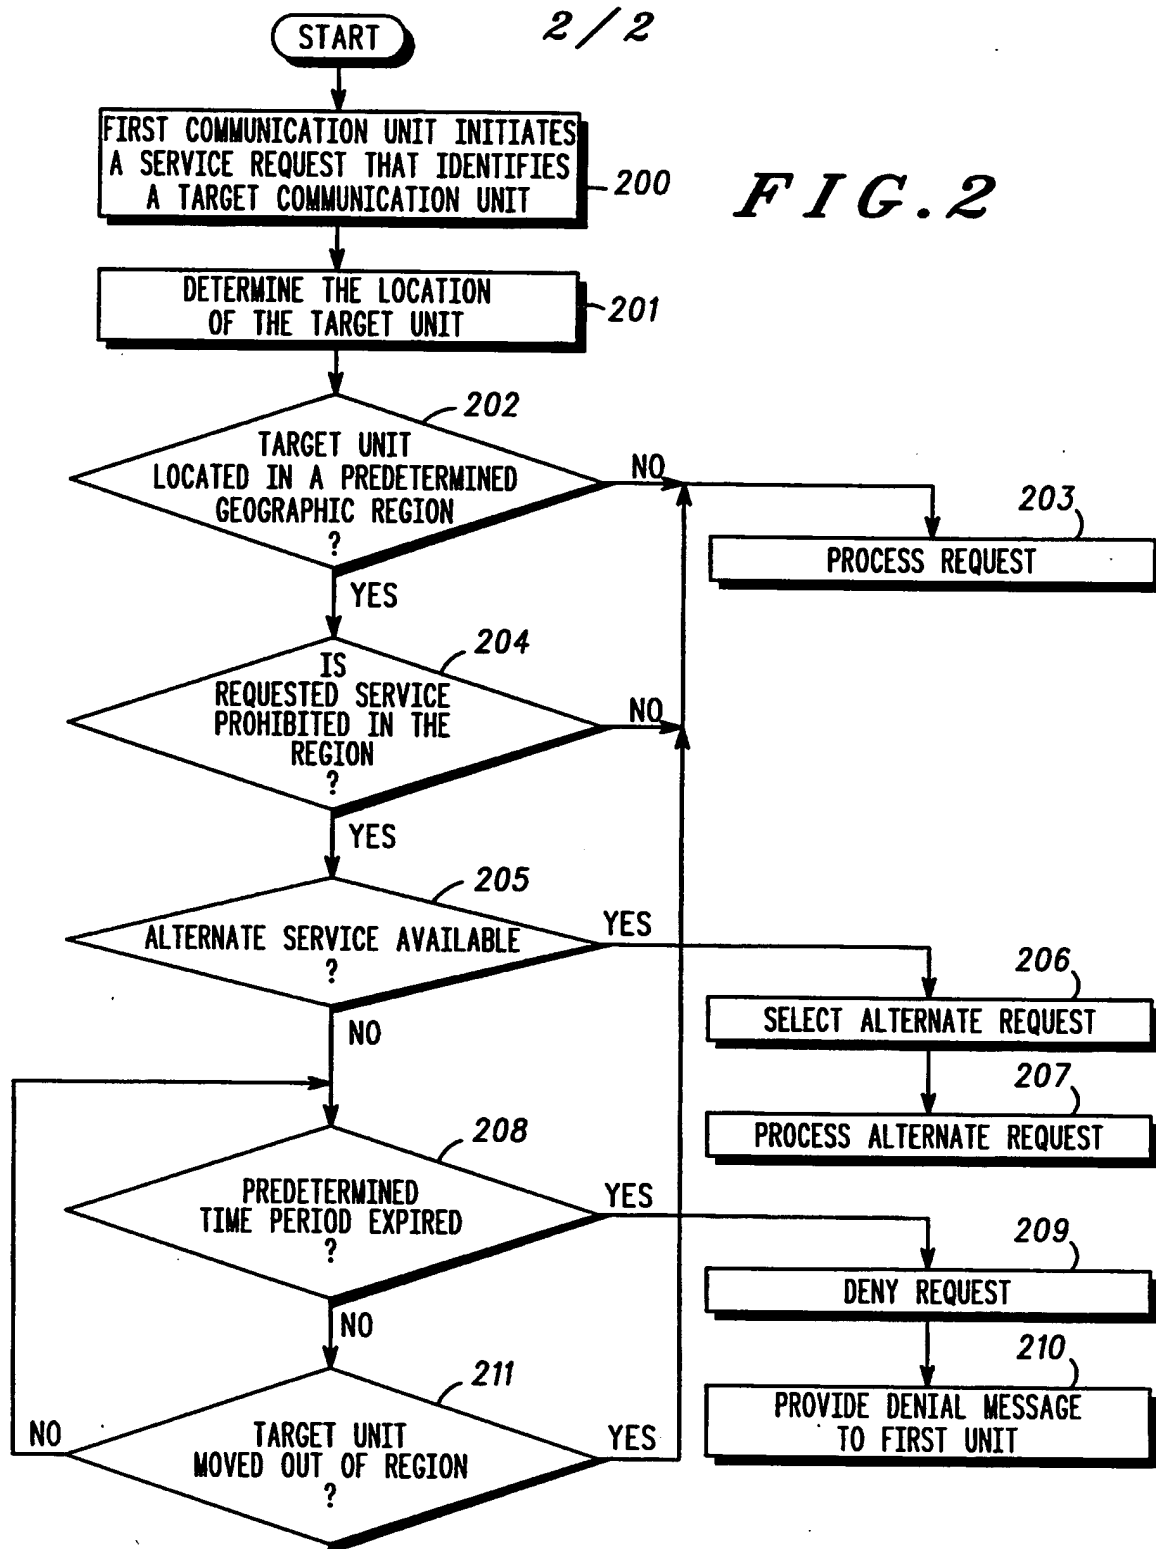 2/2
START
FIRST COMMUNICATION UNIT INITIATES
A SERVICE REQUEST THAT IDENTIFIES
A TARGET COMMUNICATION UNIT
200
FIG.2
DETERMINE THE LOCATION
OF THE TARGET UNIT
201
202
TARGET UNIT
LOCATED IN A PREDETERMINED
GEOGRAPHIC REGION
?
NO
203
PROCESS REQUEST
YES
204
IS
REQUESTED SERVICE
PROHIBITED IN THE
REGION
?
NO
YES
205
ALTERNATE SERVICE AVAILABLE
?
YES
206
SELECT ALTERNATE REQUEST
207
PROCESS ALTERNATE REQUEST
NO
208
PREDETERMINED
TIME PERIOD EXPIRED
?
YES
209
DENY REQUEST
210
PROVIDE DENIAL MESSAGE
TO FIRST UNIT
NO
211
TARGET UNIT
MOVED OUT OF REGION
?
NO
YES